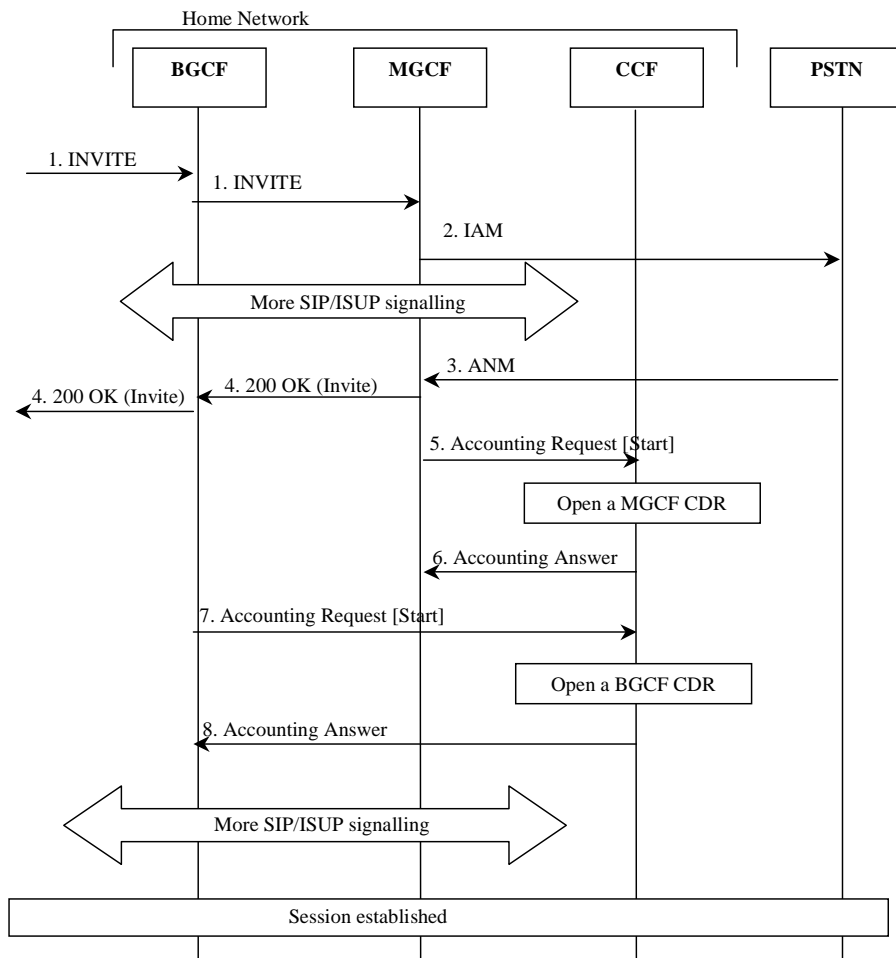 Home Network
BGCF
MGCF
CCF
PSTN
1. INVITE
1. INVITE
2. IAM
More SIP/ISUP signalling
3. ANM
4. 200 OK (Invite)
4. 200 OK (Invite)
5. Accounting Request [Start]
Open a MGCF CDR
6. Accounting Answer
7. Accounting Request [Start]
Open a BGCF CDR
8. Accounting Answer
More SIP/ISUP signalling
Session established